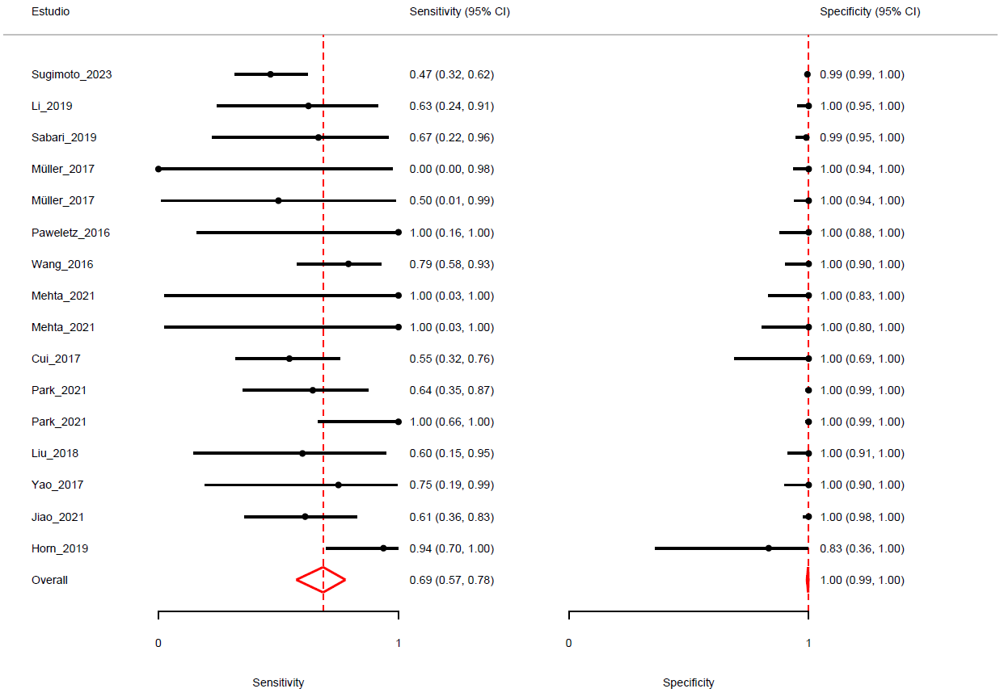 Estudio Sensitivity (95% CI) Specificity (95% CI)
Sugimoto_2023 0.47 (0.32, 0.62) 0.99 (0.99, 1.00)
Li_2019 0.63 (0.24, 0.91) 1.00 (0.95, 1.00)
Sabari_2019 0.67 (0.22, 0.96) 0.99 (0.95, 1.00)
Müller_2017 0.00 (0.00, 0.98) 1.00 (0.94, 1.00)
Müller_2017 0.50 (0.01, 0.99) 1.00 (0.94, 1.00)
Paweletz_2016 1.00 (0.16, 1.00) 1.00 (0.88, 1.00)
Wang_2016 0.79 (0.58, 0.93) 1.00 (0.90, 1.00)
Mehta_2021 1.00 (0.03, 1.00) 1.00 (0.83, 1.00)
Mehta_2021 1.00 (0.03, 1.00) 1.00 (0.80, 1.00)
Cui_2017 0.55 (0.32, 0.76) 1.00 (0.69, 1.00)
Park_2021 0.64 (0.35, 0.87) 1.00 (0.99, 1.00)
Park_2021 1.00 (0.66, 1.00) 1.00 (0.99, 1.00)
Liu_2018 0.60 (0.15, 0.95) 1.00 (0.91, 1.00)
Yao_2017 0.75 (0.19, 0.99) 1.00 (0.90, 1.00)
Jiao_2021 0.61 (0.36, 0.83) 1.00 (0.98, 1.00)
Horn_2019 0.94 (0.70, 1.00) 0.83 (0.36, 1.00)
Overall 0.69 (0.57, 0.78) 1.00 (0.99, 1.00)
0 1 0 1
Sensitivity Specificity